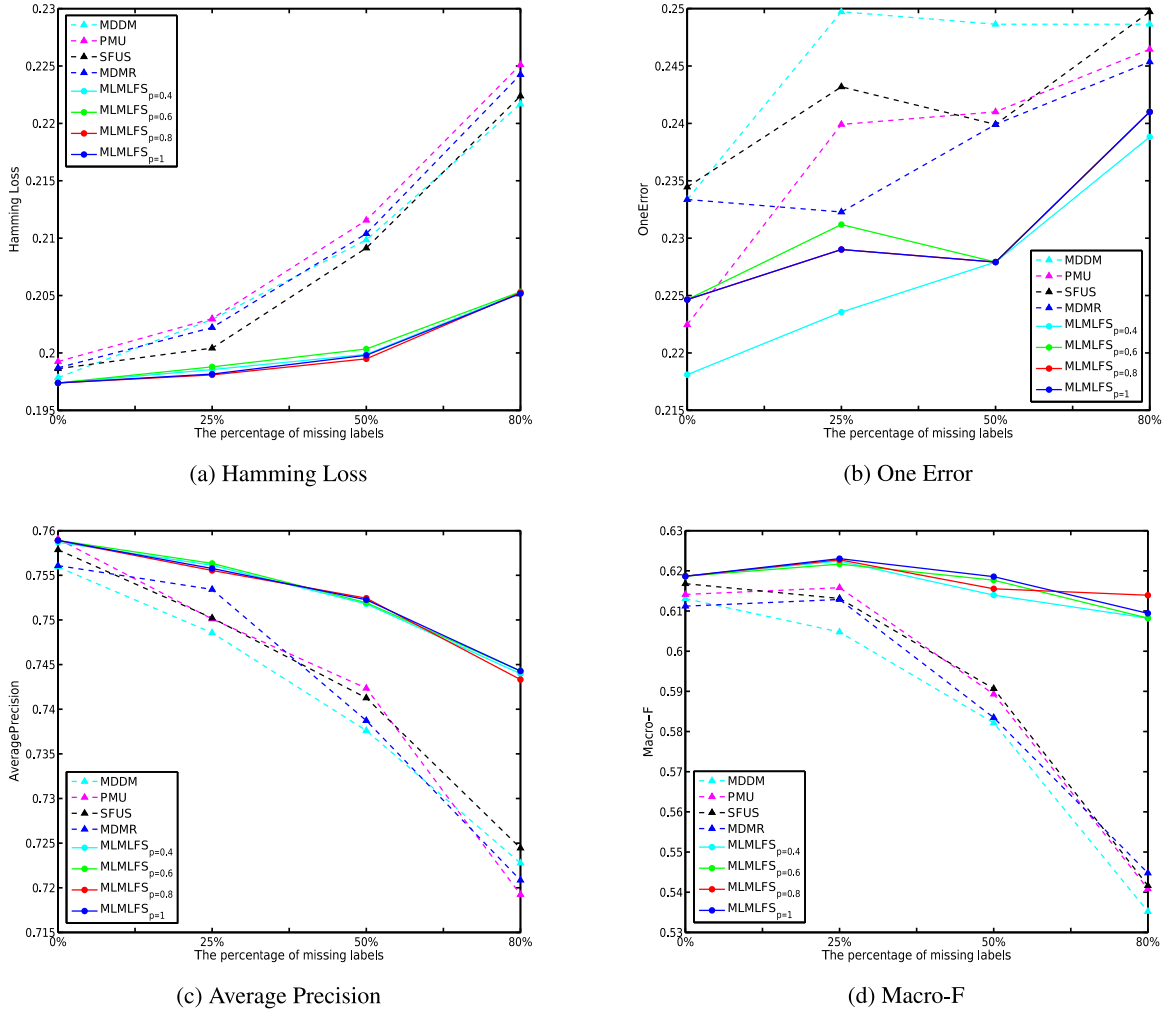 0.23
0.225
0.22
0.215
0.21
0.205
0.2
0.195
Hamming Loss
MDDM
PMU
SFUS
MDMR
MLMLFSp=0.4
MLMLFSp=0.6
MLMLFSp=0.8
MLMLFSp=1
0% 25% 50% 80%
The percentage of missing labels
(a) Hamming Loss
0.25
0.245
0.24
0.235
0.23
0.225
0.22
0.215
OneError
MDDM
PMU
SFUS
MDMR
MLMLFSp=0.4
MLMLFSp=0.6
MLMLFSp=0.8
MLMLFSp=1
0% 25% 50% 80%
The percentage of missing labels
(b) One Error
0.76
0.755
0.75
0.745
0.74
0.735
0.73
0.725
0.72
0.715
AveragePrecision
MDDM
PMU
SFUS
MDMR
MLMLFSp=0.4
MLMLFSp=0.6
MLMLFSp=0.8
MLMLFSp=1
0% 25% 50% 80%
The percentage of missing labels
(c) Average Precision
0.63
0.62
0.61
0.6
0.59
0.58
0.57
0.56
0.55
0.54
0.53
Macro-F
MDDM
PMU
SFUS
MDMR
MLMLFSp=0.4
MLMLFSp=0.6
MLMLFSp=0.8
MLMLFSp=1
0% 25% 50% 80%
The percentage of missing labels
(d) Macro-F